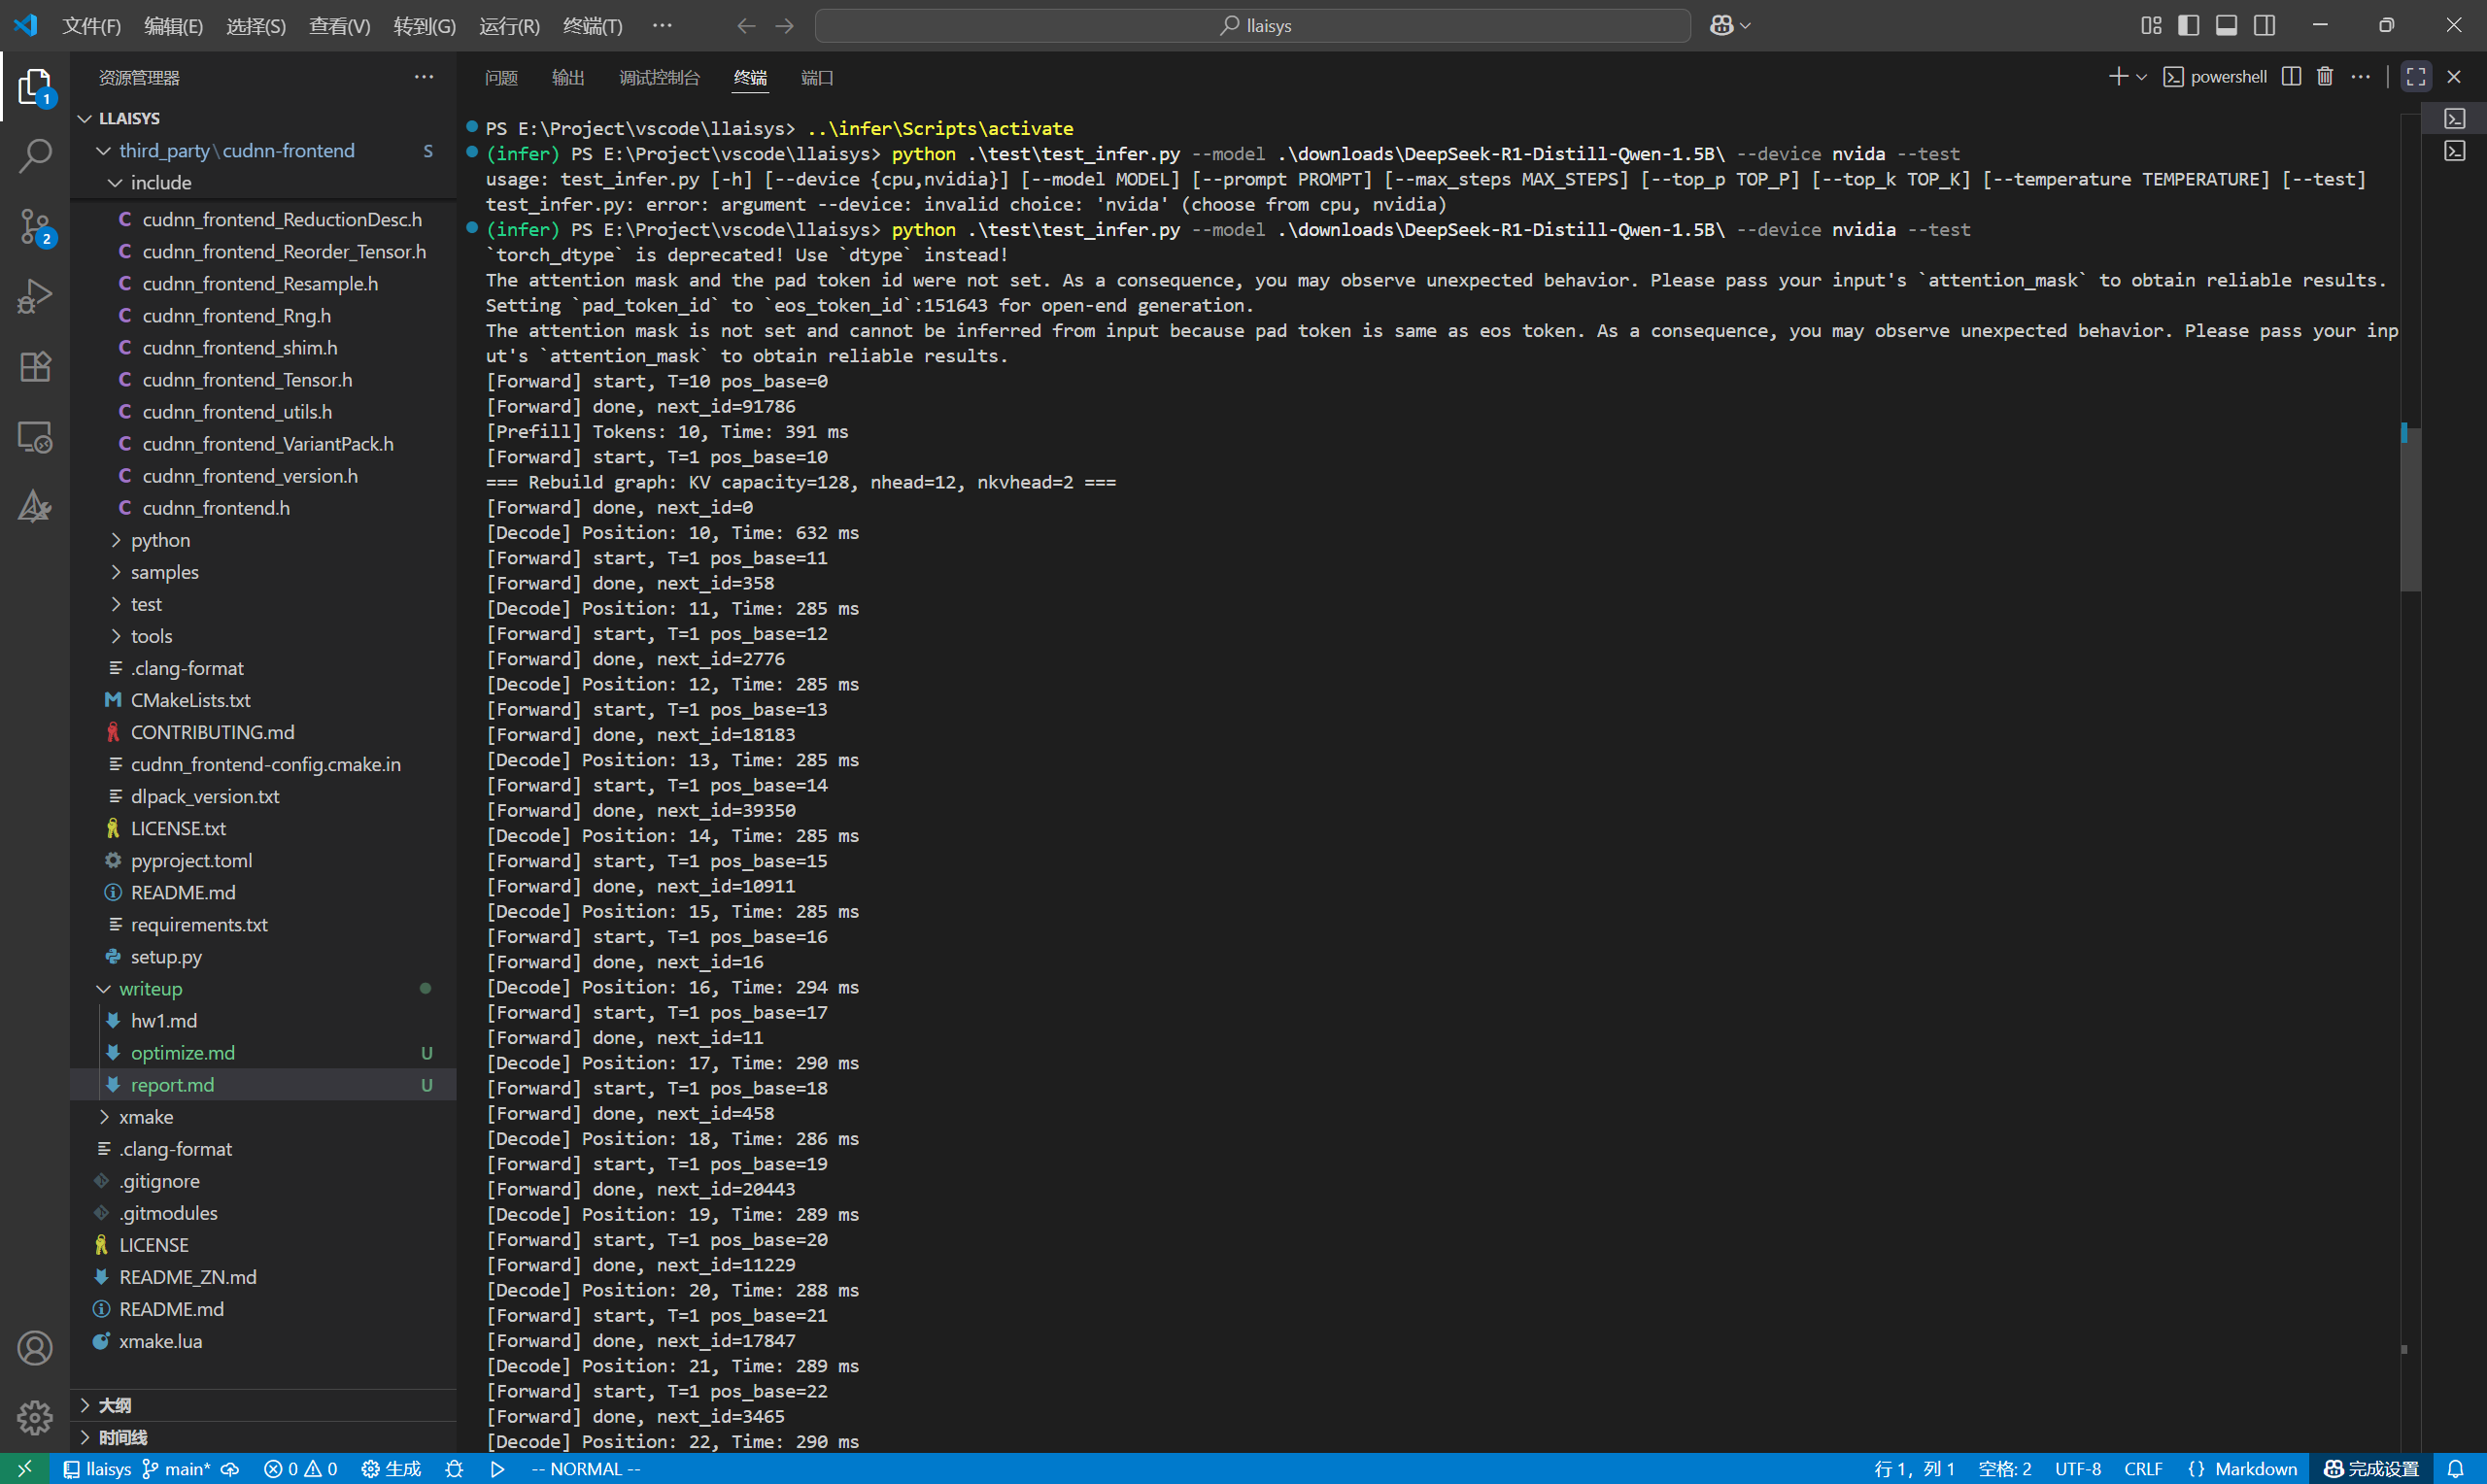 文件(F) 编辑(E) 选择(S) 查看(V) 转到(G) 运行(R) 终端(T) ··· llaisys
资源管理器 ···
LLAISYS
third_party\cudnn-frontend S
include
cudnn_frontend_ReductionDesc.h
cudnn_frontend_Reorder_Tensor.h
cudnn_frontend_Resample.h
cudnn_frontend_Rng.h
cudnn_frontend_shim.h
cudnn_frontend_Tensor.h
cudnn_frontend_utils.h
cudnn_frontend_VariantPack.h
cudnn_frontend_version.h
cudnn_frontend.h
python
samples
test
tools
.clang-format
CMakeLists.txt
CONTRIBUTING.md
cudnn_frontend-config.cmake.in
dlpack_version.txt
LICENSE.txt
pyproject.toml
README.md
requirements.txt
setup.py
writeup
hw1.md
optimize.md U
report.md U
xmake
.clang-format
.gitignore
.gitmodules
LICENSE
README_ZN.md
README.md
xmake.lua
大纲
时间线
1
2
问题 输出 调试控制台 终端 端口 powershell ···
PS E:\Project\vscode\llaisys> ..\infer\Scripts\activate
(infer) PS E:\Project\vscode\llaisys> python .\test\test_infer.py --model .\downloads\DeepSeek-R1-Distill-Qwen-1.5B\ --device nvida --test
usage: test_infer.py [-h] [--device {cpu,nvidia}] [--model MODEL] [--prompt PROMPT] [--max_steps MAX_STEPS] [--top_p TOP_P] [--top_k TOP_K] [--temperature TEMPERATURE] [--test]
test_infer.py: error: argument --device: invalid choice: 'nvida' (choose from cpu, nvidia)
(infer) PS E:\Project\vscode\llaisys> python .\test\test_infer.py --model .\downloads\DeepSeek-R1-Distill-Qwen-1.5B\ --device nvidia --test
`torch_dtype` is deprecated! Use `dtype` instead!
The attention mask and the pad token id were not set. As a consequence, you may observe unexpected behavior. Please pass your input's `attention_mask` to obtain reliable results.
Setting `pad_token_id` to `eos_token_id`:151643 for open-end generation.
The attention mask is not set and cannot be inferred from input because pad token is same as eos token. As a consequence, you may observe unexpected behavior. Please pass your inp
ut's `attention_mask` to obtain reliable results.
[Forward] start, T=10 pos_base=0
[Forward] done, next_id=91786
[Prefill] Tokens: 10, Time: 391 ms
[Forward] start, T=1 pos_base=10
=== Rebuild graph: KV capacity=128, nhead=12, nkvhead=2 ===
[Forward] done, next_id=0
[Decode] Position: 10, Time: 632 ms
[Forward] start, T=1 pos_base=11
[Forward] done, next_id=358
[Decode] Position: 11, Time: 285 ms
[Forward] start, T=1 pos_base=12
[Forward] done, next_id=2776
[Decode] Position: 12, Time: 285 ms
[Forward] start, T=1 pos_base=13
[Forward] done, next_id=18183
[Decode] Position: 13, Time: 285 ms
[Forward] start, T=1 pos_base=14
[Forward] done, next_id=39350
[Decode] Position: 14, Time: 285 ms
[Forward] start, T=1 pos_base=15
[Forward] done, next_id=10911
[Decode] Position: 15, Time: 285 ms
[Forward] start, T=1 pos_base=16
[Forward] done, next_id=16
[Decode] Position: 16, Time: 294 ms
[Forward] start, T=1 pos_base=17
[Forward] done, next_id=11
[Decode] Position: 17, Time: 290 ms
[Forward] start, T=1 pos_base=18
[Forward] done, next_id=458
[Decode] Position: 18, Time: 286 ms
[Forward] start, T=1 pos_base=19
[Forward] done, next_id=20443
[Decode] Position: 19, Time: 289 ms
[Forward] start, T=1 pos_base=20
[Forward] done, next_id=11229
[Decode] Position: 20, Time: 288 ms
[Forward] start, T=1 pos_base=21
[Forward] done, next_id=17847
[Decode] Position: 21, Time: 289 ms
[Forward] start, T=1 pos_base=22
[Forward] done, next_id=3465
[Decode] Position: 22, Time: 290 ms
llaisys main* 0 0 生成 -- NORMAL -- 行 1，列 1 空格: 2 UTF-8 CRLF {} Markdown 完成设置